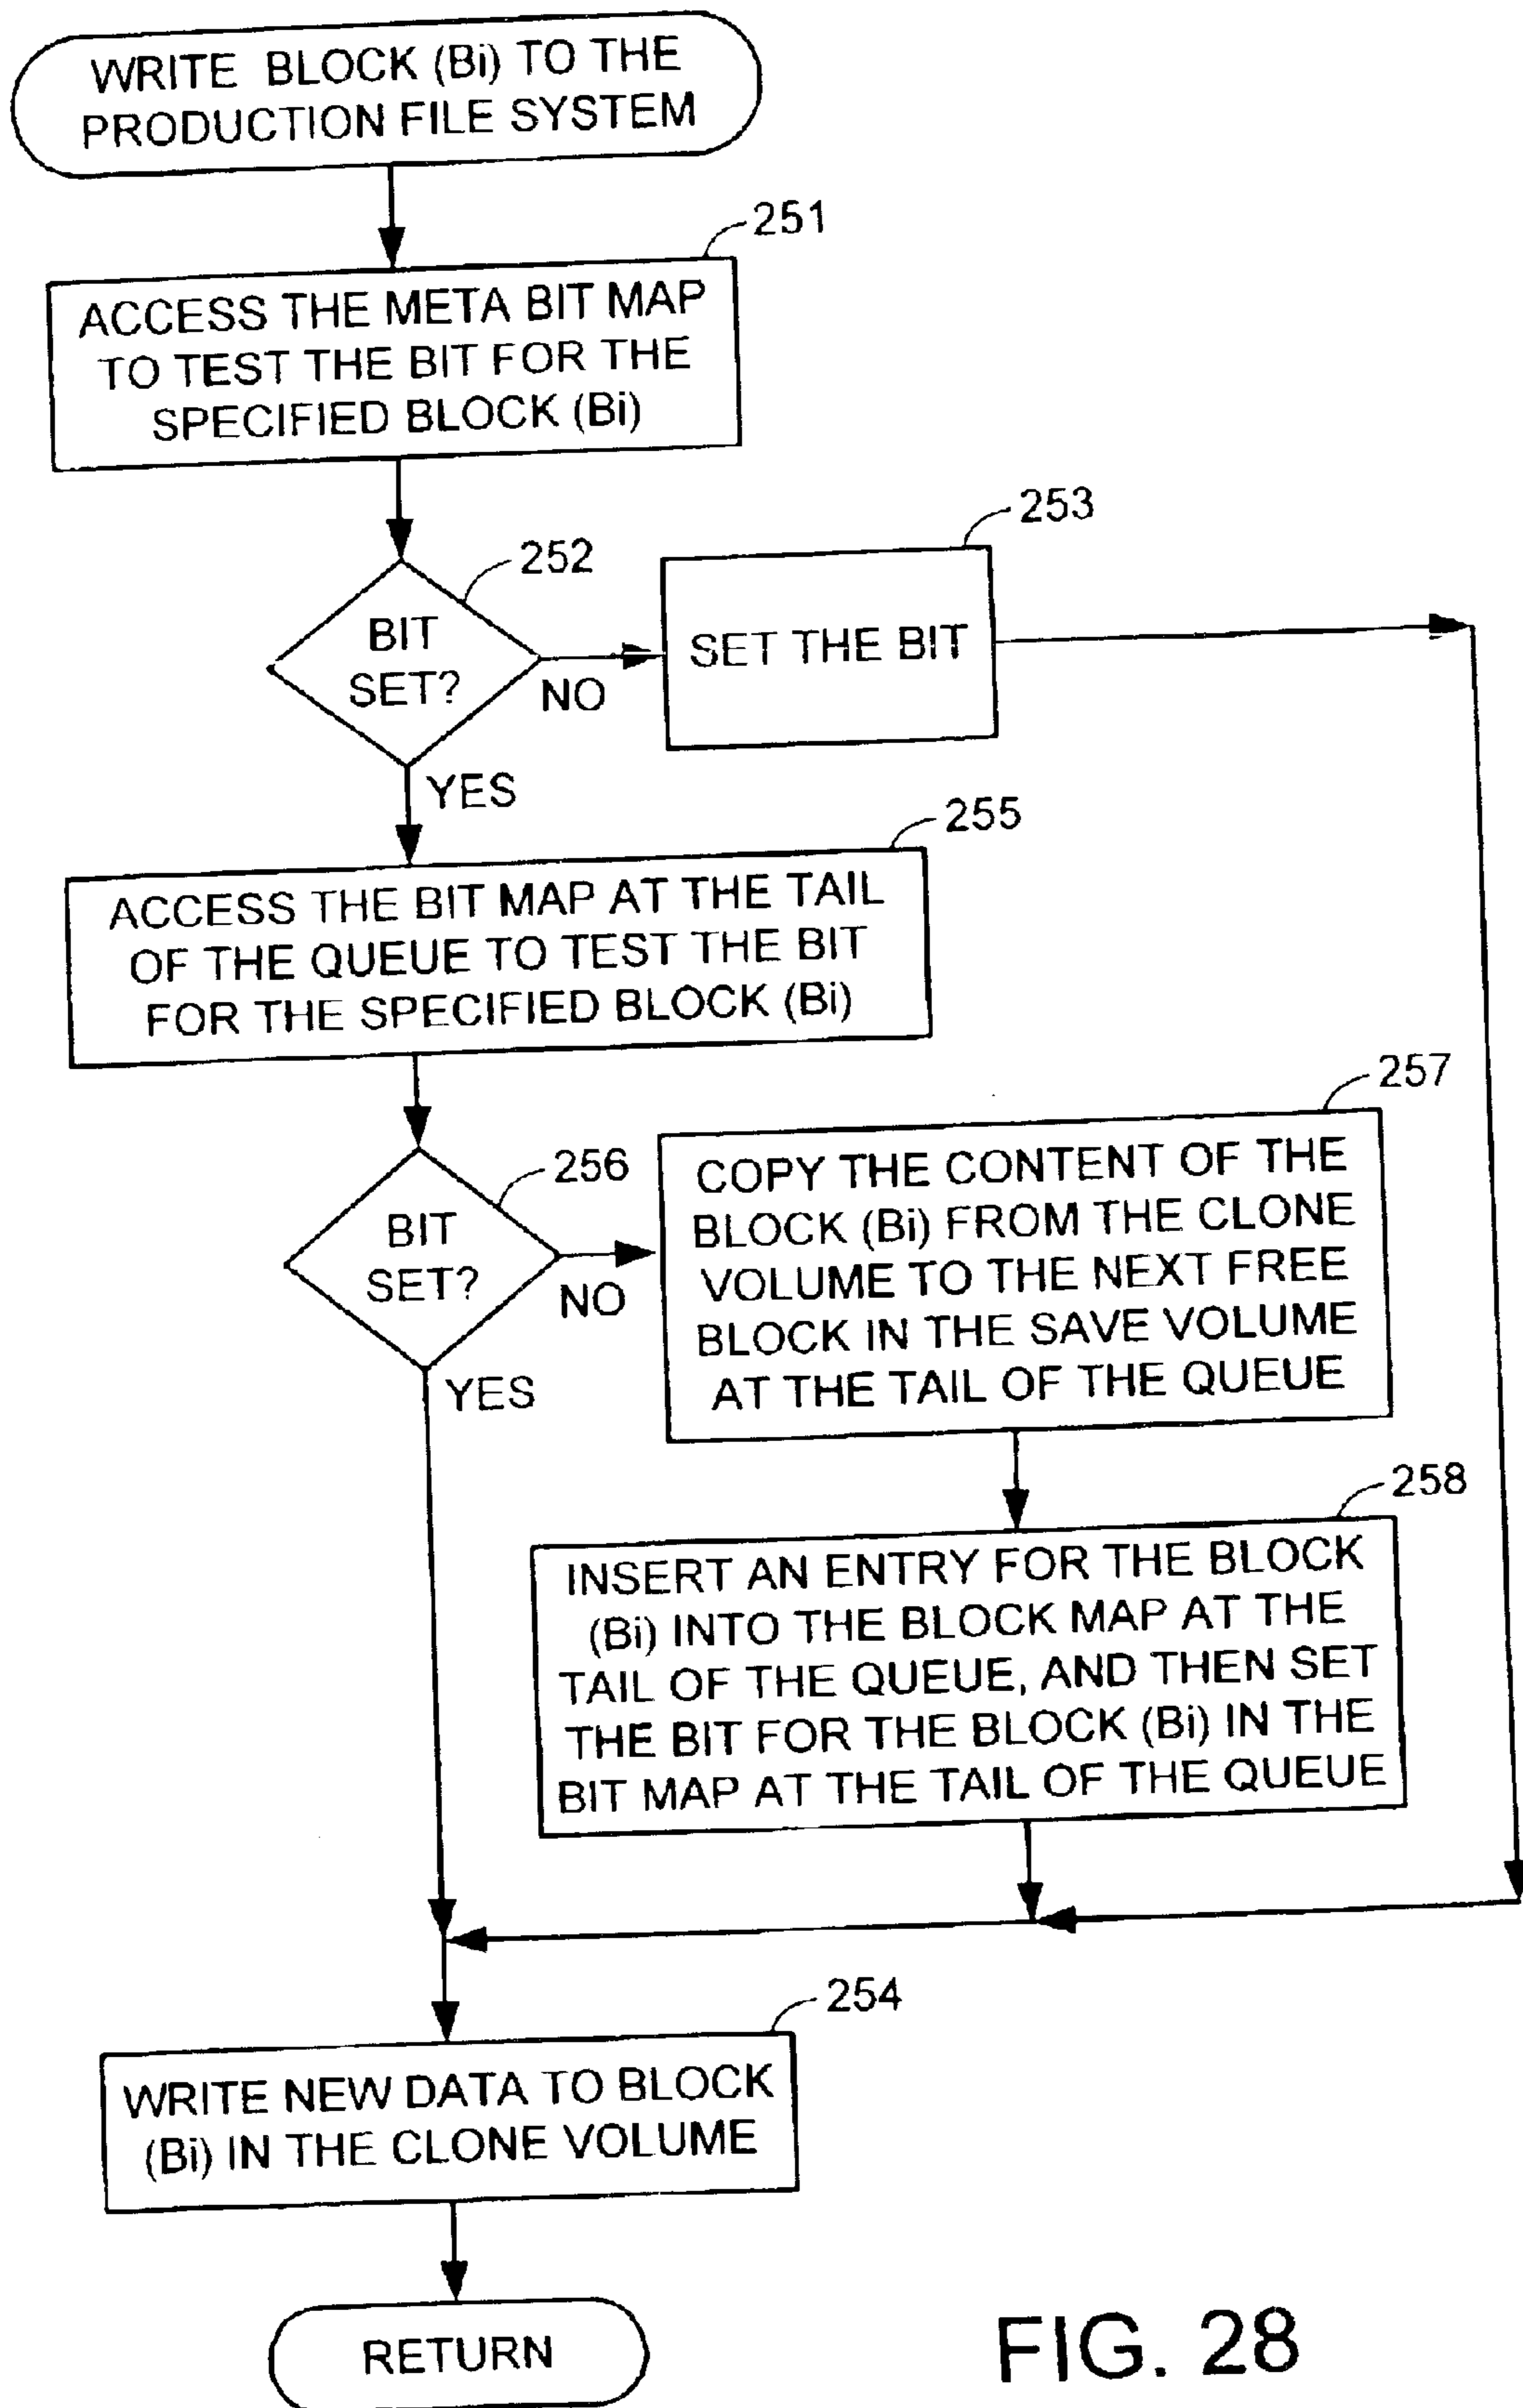 WRITE BLOCK (Bi) TO THE
PRODUCTION FILE SYSTEM
251
ACCESS THE META BIT MAP
TO TEST THE BIT FOR THE
SPECIFIED BLOCK (Bi)
252
BIT
SET?
NO
YES
253
SET THE BIT
255
ACCESS THE BIT MAP AT THE TAIL
OF THE QUEUE TO TEST THE BIT
FOR THE SPECIFIED BLOCK (Bi)
256
BIT
SET?
NO
YES
257
COPY THE CONTENT OF THE
BLOCK (Bi) FROM THE CLONE
VOLUME TO THE NEXT FREE
BLOCK IN THE SAVE VOLUME
AT THE TAIL OF THE QUEUE
258
INSERT AN ENTRY FOR THE BLOCK
(Bi) INTO THE BLOCK MAP AT THE
TAIL OF THE QUEUE, AND THEN SET
THE BIT FOR THE BLOCK (Bi) IN THE
BIT MAP AT THE TAIL OF THE QUEUE
254
WRITE NEW DATA TO BLOCK
(Bi) IN THE CLONE VOLUME
RETURN
FIG. 28